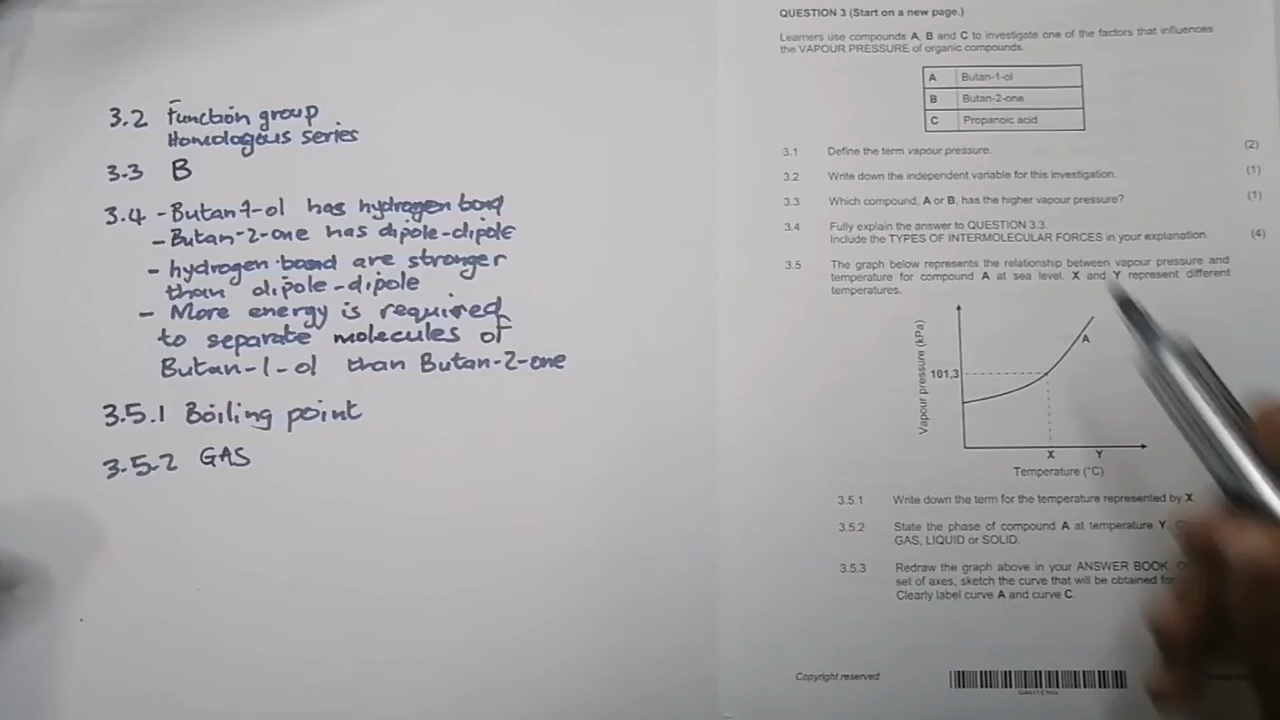 3.2 Function group
Homologous series
3.3 B
3.4 - Butan-1-ol has hydrogen bond
- Butan-2-one has dipole-dipole
- hydrogen bond are stronger
than dipole-dipole
- More energy is required
to separate molecules of
Butan-1-ol than Butan-2-one
3.5.1 Boiling point
3.5.2 GAS
QUESTION 3 (Start on a new page.)
Learners use compounds A, B and C to investigate one of the factors that influences
the VAPOUR PRESSURE of organic compounds.
A Butan-1-ol
B Butan-2-one
C Propanoic acid
3.1 Define the term vapour pressure. (2)
3.2 Write down the independent variable for this investigation. (1)
3.3 Which compound, A or B, has the higher vapour pressure? (1)
3.4 Fully explain the answer to QUESTION 3.3.
Include the TYPES OF INTERMOLECULAR FORCES in your explanation. (4)
3.5 The graph below represents the relationship between vapour pressure and
temperature for compound A at sea level. X and Y represent different
temperatures.
Vapour pressure (kPa)
101,3
A
X Y
Temperature (°C)
3.5.1 Write down the term for the temperature represented by X
3.5.2 State the phase of compound A at temperature Y.
GAS, LIQUID or SOLID.
3.5.3 Redraw the graph above in your ANSWER BOOK.
set of axes, sketch the curve that will be obtained for
Clearly label curve A and curve C.
Copyright reserved